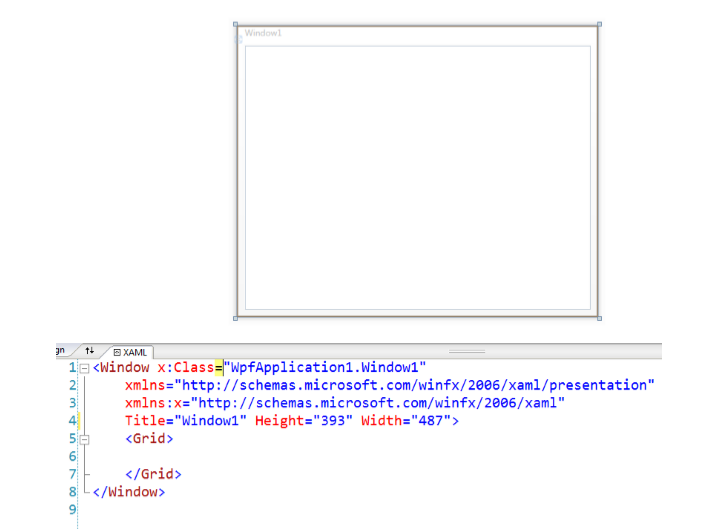 Window1
gn
XAML
1 <Window x:Class="WpfApplication1.Window1"
2 xmlns="http://schemas.microsoft.com/winfx/2006/xaml/presentation"
3 xmlns:x="http://schemas.microsoft.com/winfx/2006/xaml"
4 Title="Window1" Height="393" Width="487">
5 <Grid>
6
7 </Grid>
8 </Window>
9